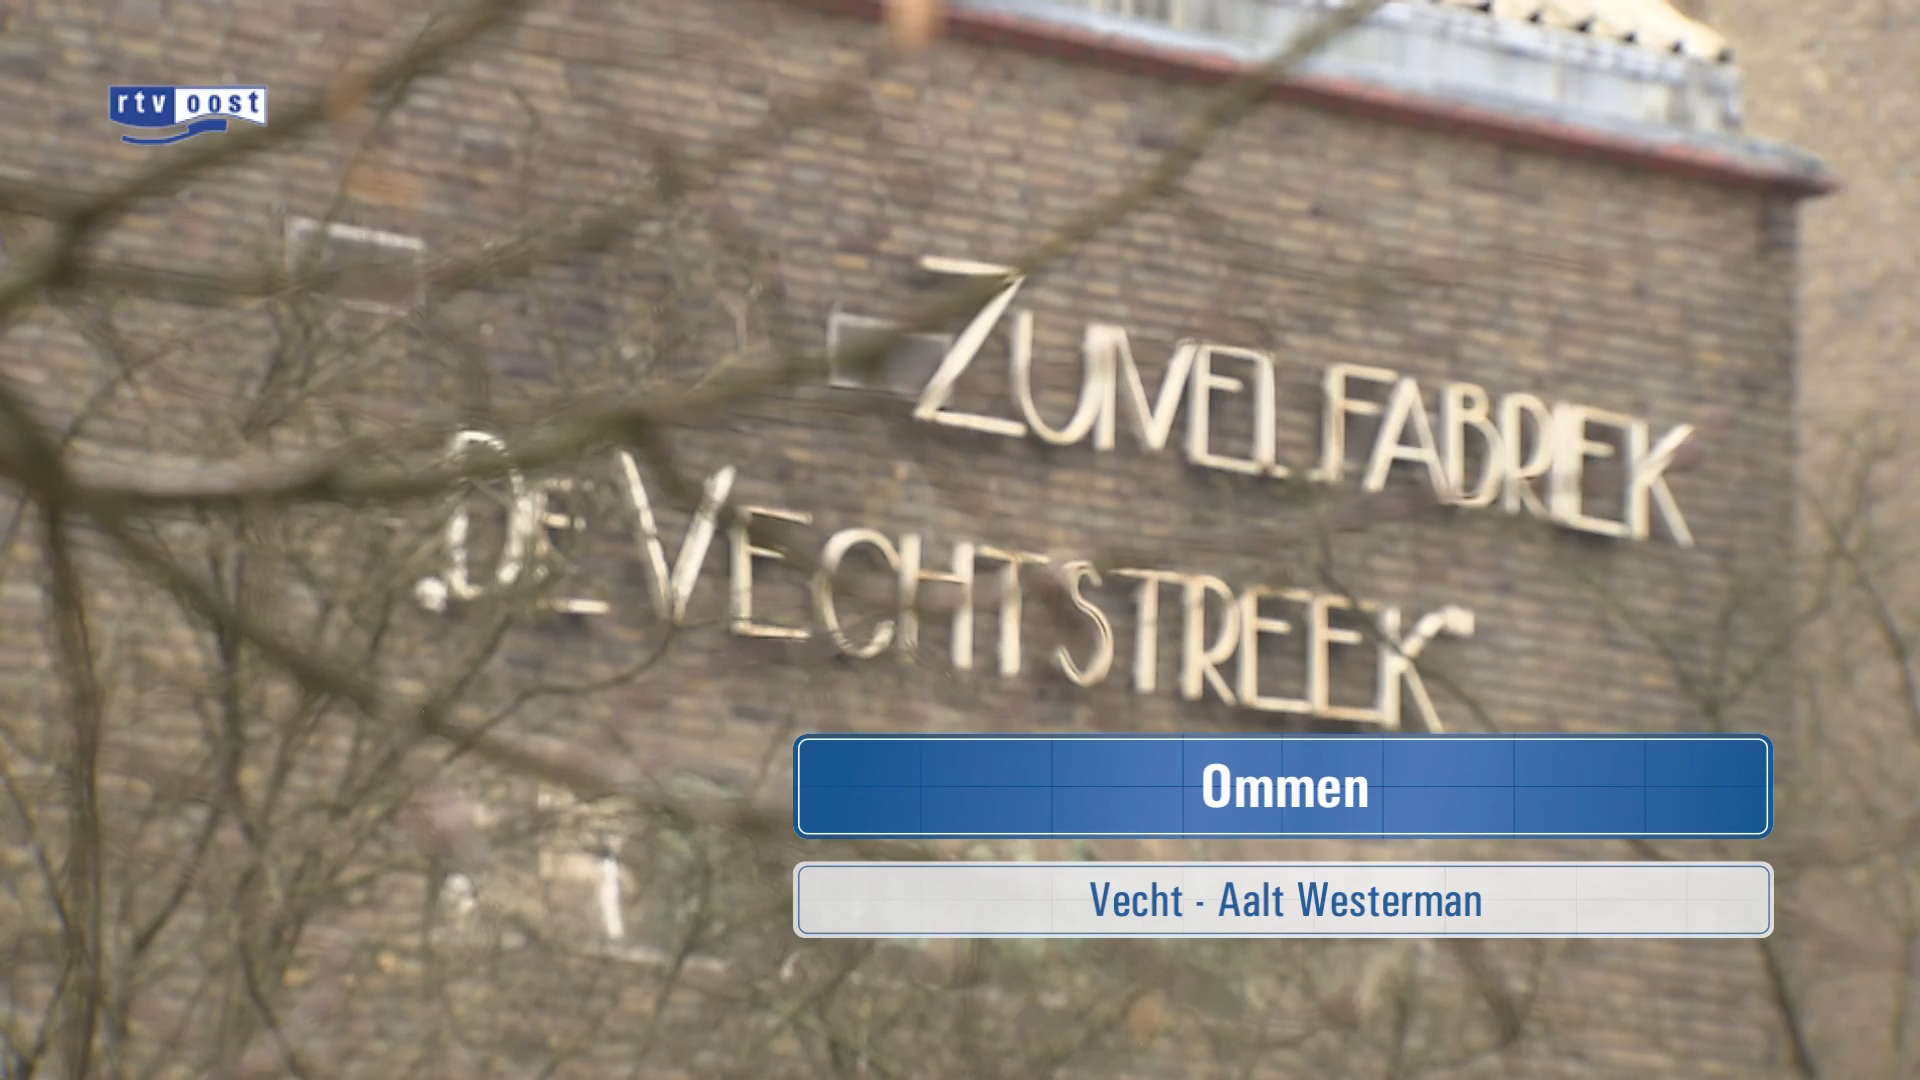 rtv oost
ZUIVELFABRIEK
„DE VECHTSTREEK"
Ommen
Vecht - Aalt Westerman